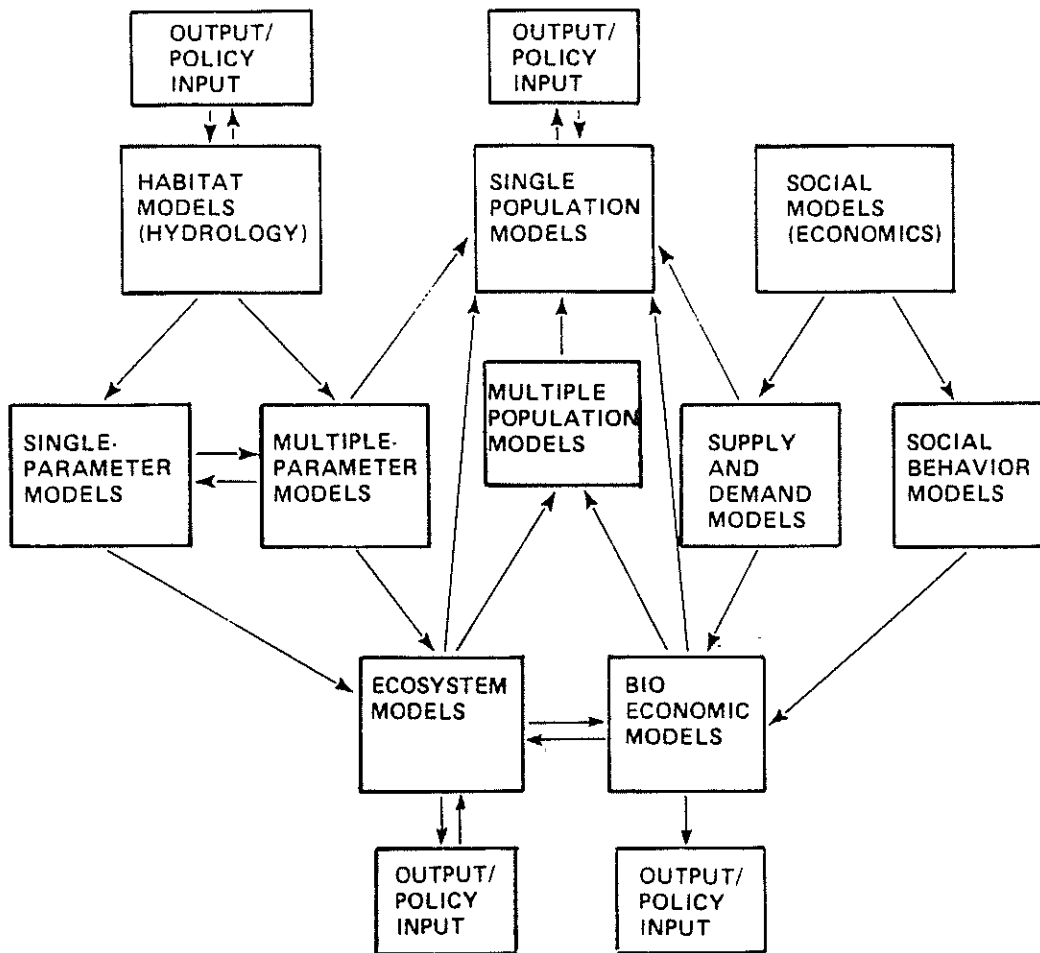 OUTPUT/
POLICY
INPUT
OUTPUT/
POLICY
INPUT
HABITAT
MODELS
(HYDROLOGY)
SINGLE
POPULATION
MODELS
SOCIAL
MODELS
(ECONOMICS)
SINGLE-
PARAMETER
MODELS
MULTIPLE-
PARAMETER
MODELS
MULTIPLE
POPULATION
MODELS
SUPPLY
AND
DEMAND
MODELS
SOCIAL
BEHAVIOR
MODELS
ECOSYSTEM
MODELS
BIO
ECONOMIC
MODELS
OUTPUT/
POLICY
INPUT
OUTPUT/
POLICY
INPUT